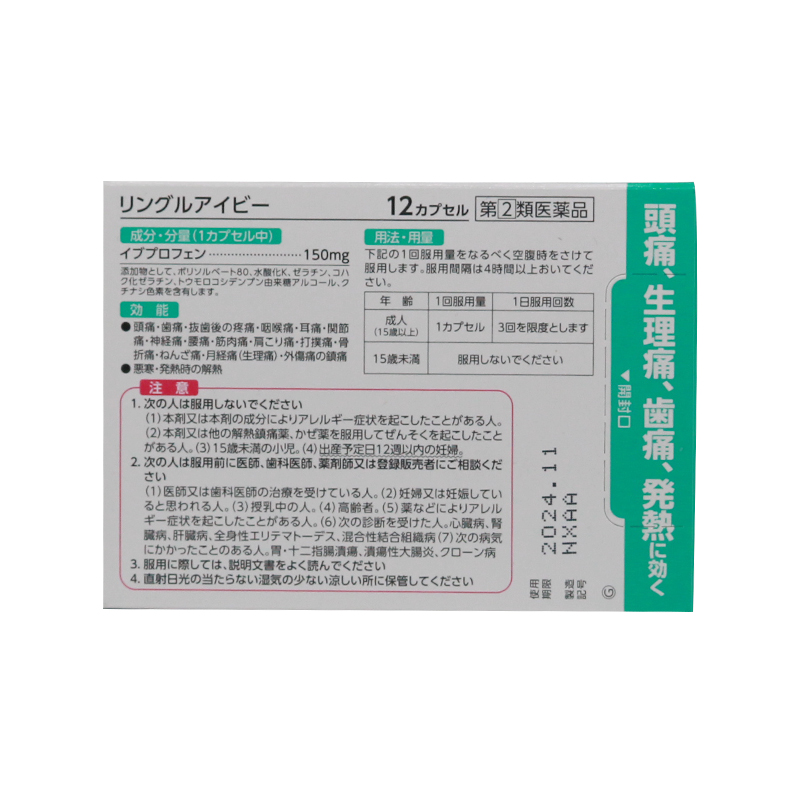 リングルアイビー 12カプセル 第②類医薬品
成分・分量(1カプセル中)
イブプロフェン……………………150mg
添加物として、ポリソルベート80、水酸化K、ゼラチン、コハ
ク化ゼラチン、トウモロコシデンプン由来糖アルコール、ク
チナシ色素を含有します。
効能
●頭痛・歯痛・抜歯後の疼痛・咽喉痛・耳痛・関節
痛・神経痛・腰痛・筋肉痛・肩こり痛・打撲痛・骨
折痛・ねんざ痛・月経痛(生理痛)・外傷痛の鎮痛
●悪寒・発熱時の解熱
用法・用量
下記の1回服用量をなるべく空腹時をさけて
服用します。服用間隔は4時間以上おいてくだ
さい。
年齢 1回服用量 1日服用回数
成人
(15歳以上) 1カプセル 3回を限度とします
15歳未満 服用しないでください
注意
1. 次の人は服用しないでください
(1)本剤又は本剤の成分によりアレルギー症状を起こしたことがある人。
(2)本剤又は他の解熱鎮痛薬、かぜ薬を服用してぜんそくを起こしたこと
がある人。(3)15歳未満の小児。(4)出産予定日12週以内の妊婦。
2. 次の人は服用前に医師、歯科医師、薬剤師又は登録販売者にご相談くだ
さい
(1)医師又は歯科医師の治療を受けている人。(2)妊婦又は妊娠してい
ると思われる人。(3)授乳中の人。(4)高齢者。(5)薬などによりアレル
ギー症状を起こしたことがある人。(6)次の診断を受けた人。心臓病、腎
臓病、肝臓病、全身性エリテマトーデス、混合性結合組織病(7)次の病気
にかかったことのある人。胃・十二指腸潰瘍、潰瘍性大腸炎、クローン病
3. 服用に際しては、説明文書をよく読んでください
4. 直射日光の当たらない湿気の少ない涼しい所に保管してください
使用
期限 2024.11
製造
記号 NXAA
G
▼開封口
頭痛、生理痛、歯痛、発熱に効く